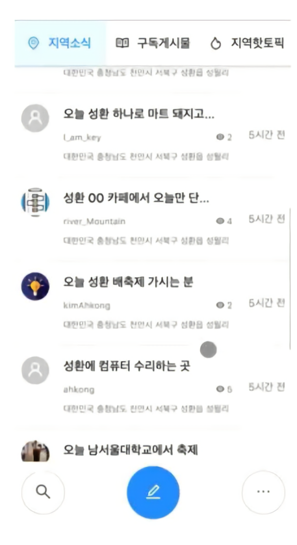 지역소식 구독게시물 지역핫토픽
대한민국 충청남도 천안시 서북구 성환읍 성월리
오늘 성환 하나로 마트 돼지고...
I_am_key 2 5시간 전
대한민국 충청남도 천안시 서북구 성환읍 성월리
성환 OO 카페에서 오늘만 단...
river_Mountain 4 5시간 전
대한민국 충청남도 천안시 서북구 성환읍 성월리
오늘 성환 배축제 가시는 분
kimAhkong 2 5시간 전
대한민국 충청남도 천안시 서북구 성환읍 성월리
성환에 컴퓨터 수리하는 곳
ahkong 5 5시간 전
대한민국 충청남도 천안시 서북구 성환읍 성월리
오늘 남서울대학교에서 축제